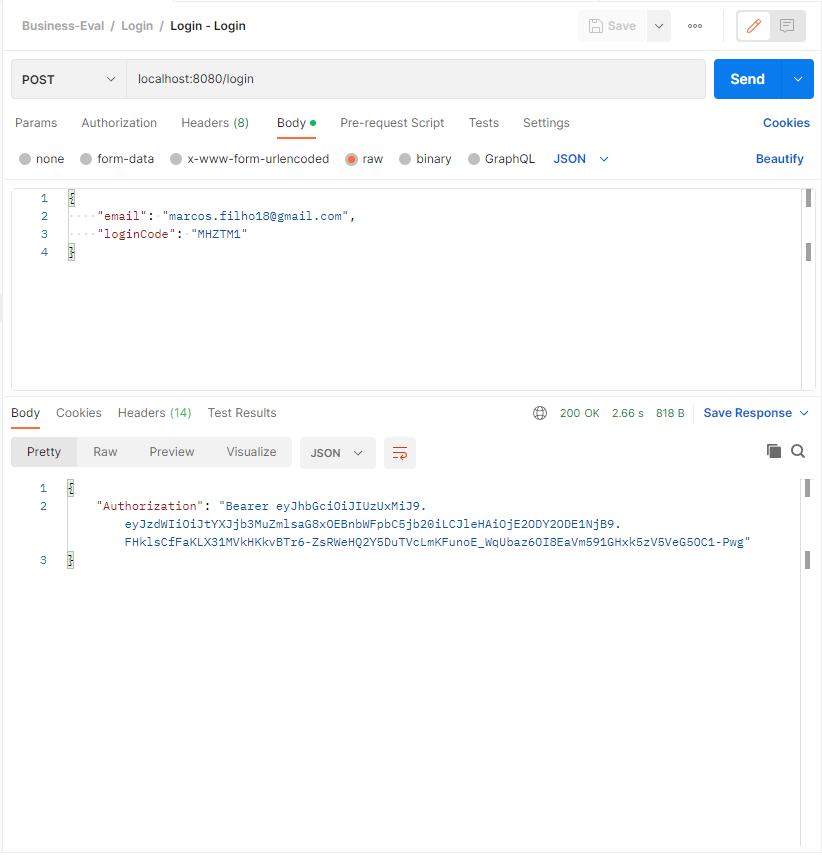 Business-Eval / Login / Login - Login
Save
POST
localhost:8080/login
Send
Params Authorization Headers (8) Body Pre-request Script Tests Settings Cookies
none form-data x-www-form-urlencoded raw binary GraphQL JSON Beautify
1 {
2 "email": "marcos.filho18@gmail.com",
3 "loginCode": "MHZTM1"
4 }
Body Cookies Headers (14) Test Results 200 OK 2.66 s 818 B Save Response
Pretty Raw Preview Visualize JSON
1 {
2 "Authorization": "Bearer eyJhbGciOiJIUzUxMiJ9.
eyJzdWIiOiJtYXJjb3MuZmlsaG8xOEBnbWFpbC5jb20iLCJleHAiOjE2ODY2ODE1NjB9.
FHklsCfFaKLX31MVkHKkvBTr6-ZsRWeHQ2Y5DuTVcLmKFunoE_WqUbaz6OI8EaVm591GHxk5zV5VeG5OC1-Pwg"
3 }